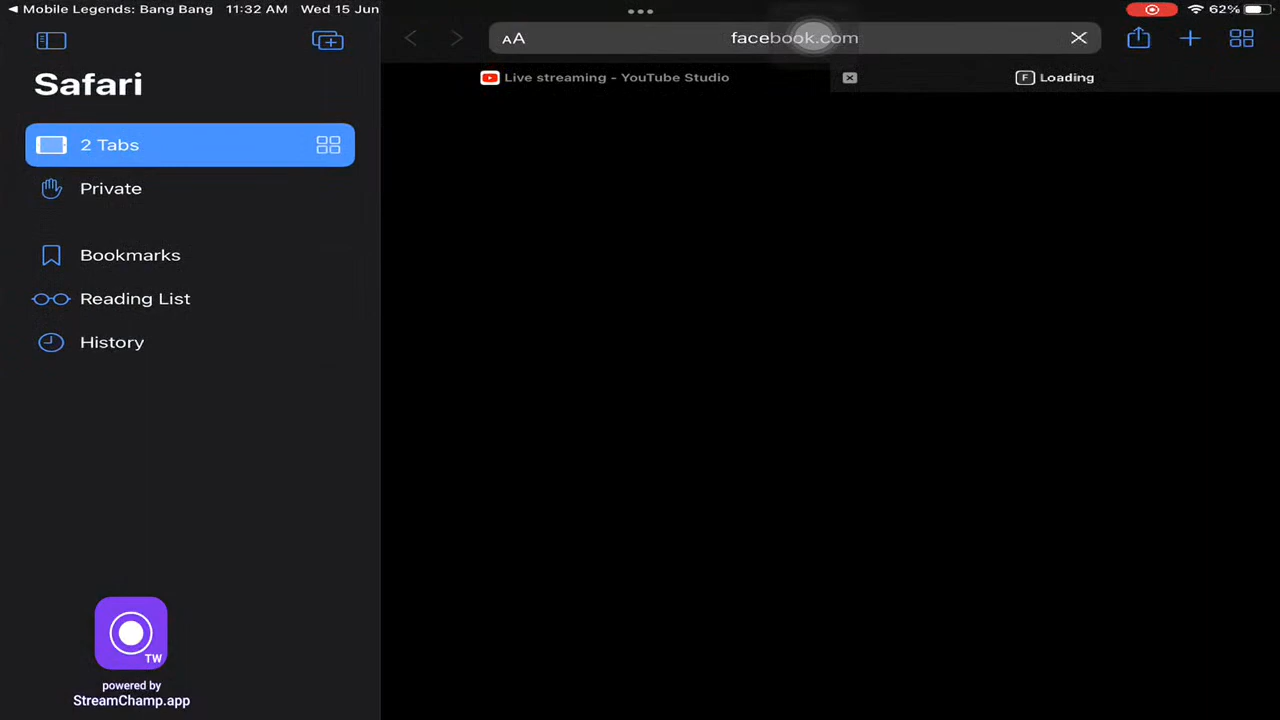 Mobile Legends: Bang Bang 11:32 AM Wed 15 Jun
62%
Safari
2 Tabs
Private
Bookmarks
Reading List
History
TW
powered by
StreamChamp.app
AA facebook.com
Live streaming - YouTube Studio
F Loading